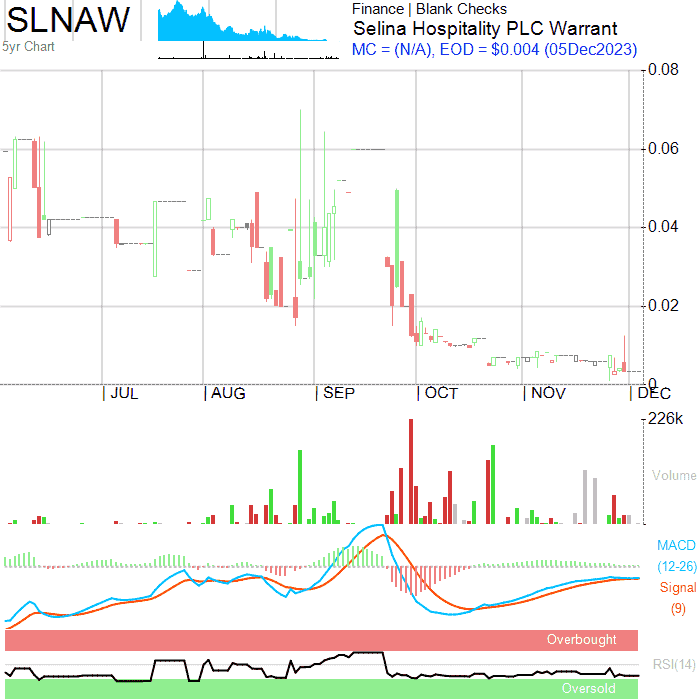 SLNAW
5yr Chart
Finance | Blank Checks
Selina Hospitality PLC Warrant
MC = (N/A), EOD = $0.004 (05Dec2023)
0.08
0.06
0.04
0.02
0
JUL AUG SEP OCT NOV DEC
226k
Volume
MACD
(12-26)
Signal
(9)
Overbought
RSI(14)
Oversold